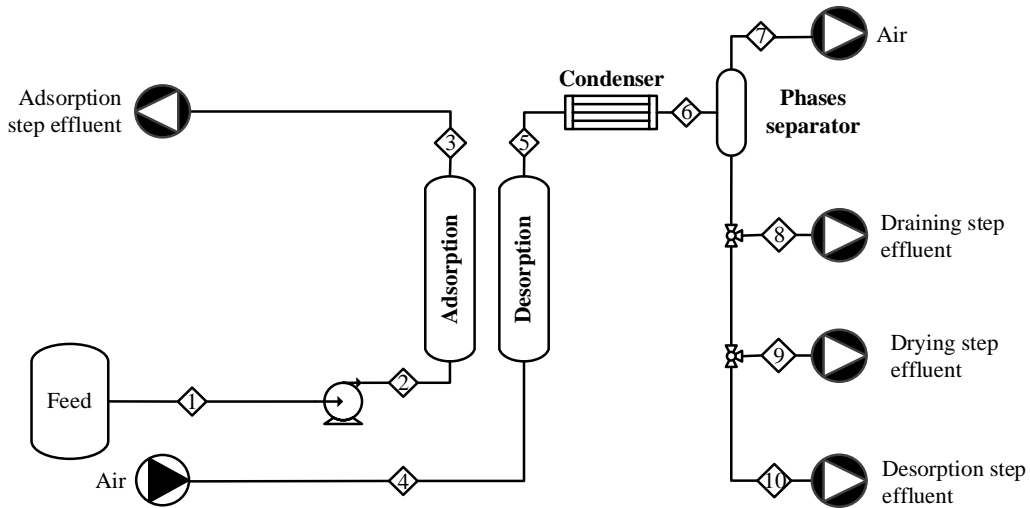 7
Air
Condenser
Adsorption
step effluent
6
Phases
separator
3
5
Adsorption
Desorption
8
Draining step
effluent
9
Drying step
effluent
Feed
1
2
Air
4
10
Desorption step
effluent